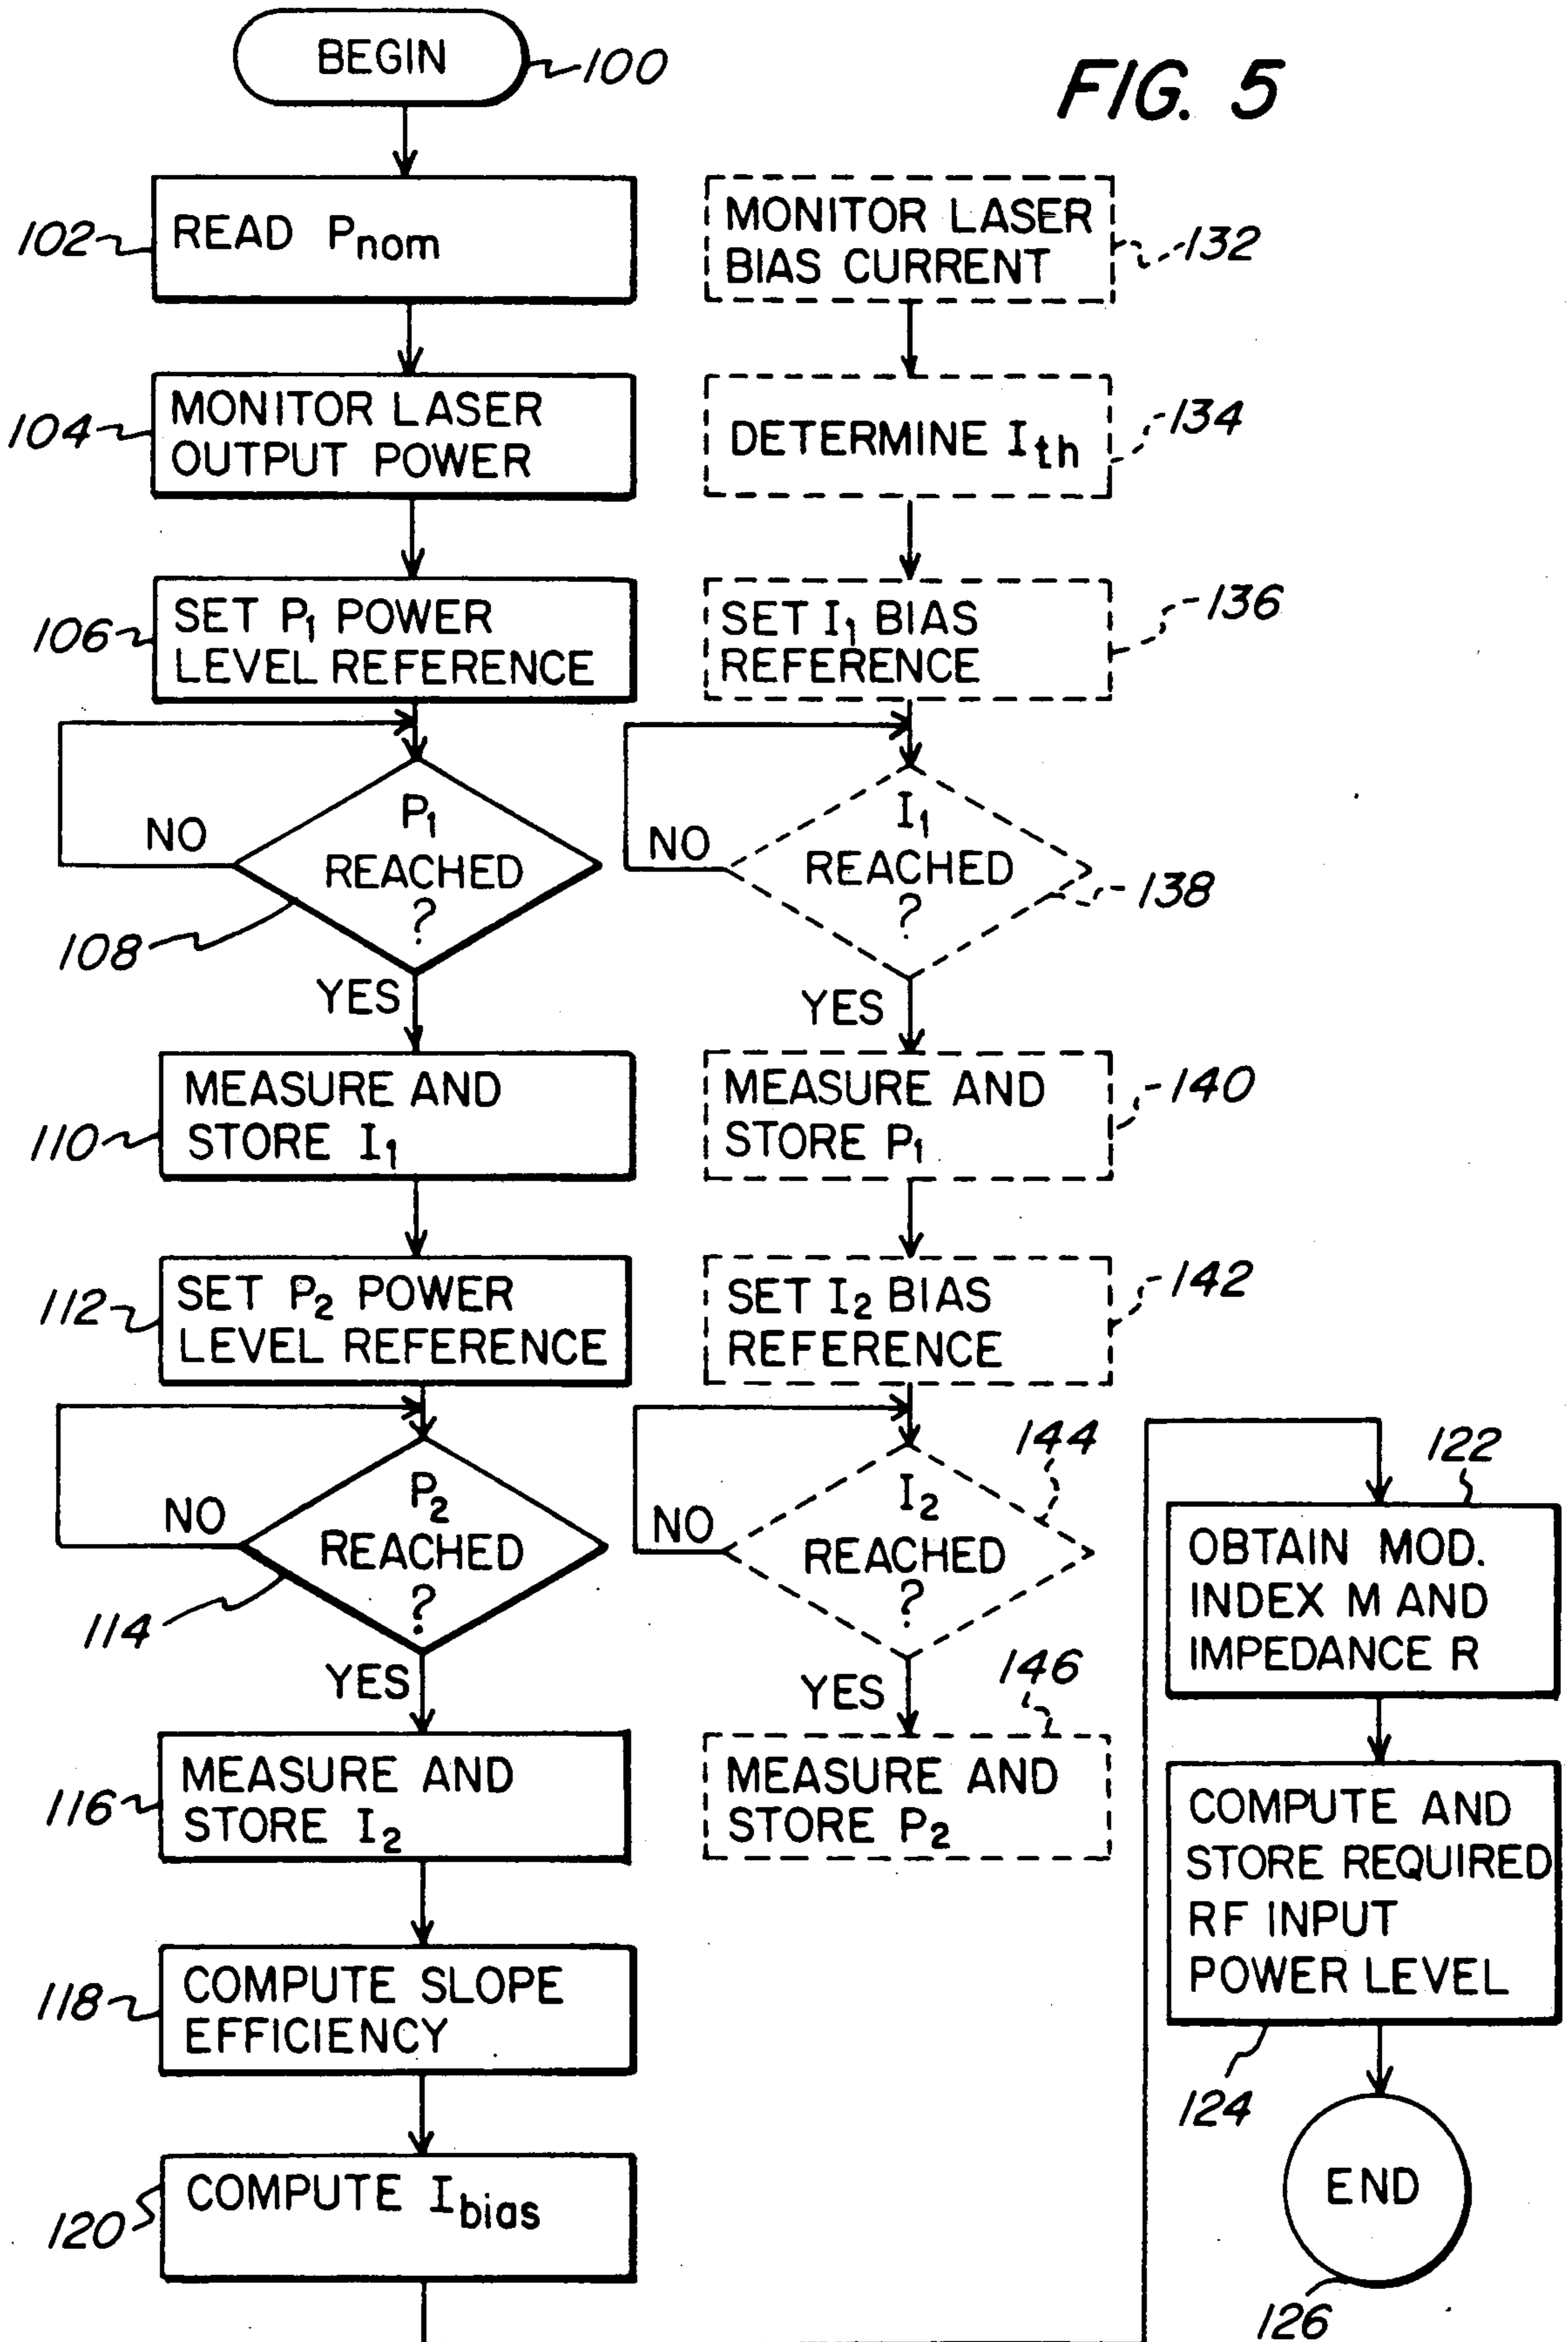 FIG. 5
BEGIN
100
102
READ Pnom
104
MONITOR LASER
OUTPUT POWER
106
SET P1 POWER
LEVEL REFERENCE
P1
REACHED
?
NO
108
YES
110
MEASURE AND
STORE I1
112
SET P2 POWER
LEVEL REFERENCE
P2
REACHED
?
NO
114
YES
116
MEASURE AND
STORE I2
118
COMPUTE SLOPE
EFFICIENCY
120
COMPUTE Ibias
MONITOR LASER
BIAS CURRENT
132
DETERMINE Ith
134
SET I1 BIAS
REFERENCE
136
I1
REACHED
?
NO
138
YES
MEASURE AND
STORE P1
140
SET I2 BIAS
REFERENCE
142
I2
REACHED
?
144
NO
YES
146
MEASURE AND
STORE P2
122
OBTAIN MOD.
INDEX M AND
IMPEDANCE R
COMPUTE AND
STORE REQUIRED
RF INPUT
POWER LEVEL
124
END
126